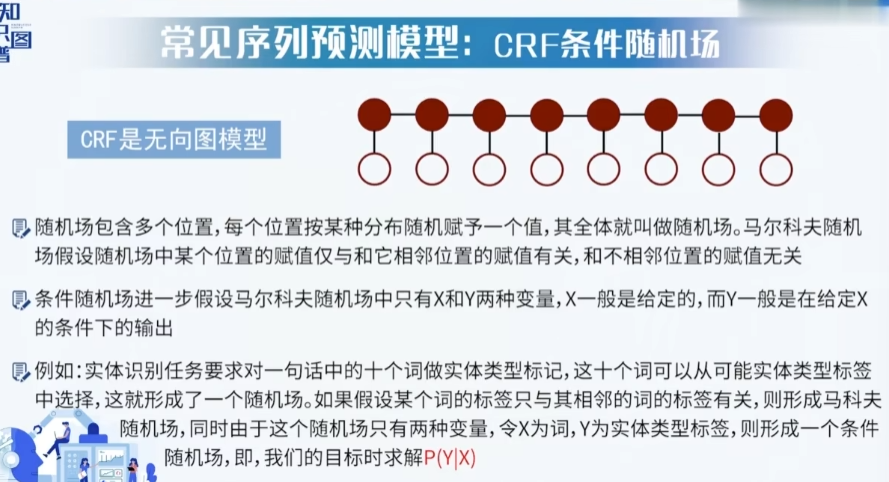 知识图谱
常见序列预测模型：CRF条件随机场
CRF是无向图模型
随机场包含多个位置，每个位置按某种分布随机赋予一个值，其全体就叫做随机场。马尔科夫随机
场假设随机场中某个位置的赋值仅与和它相邻位置的赋值有关，和不相邻位置的赋值无关
条件随机场进一步假设马尔科夫随机场中只有X和Y两种变量，X一般是给定的，而Y一般是在给定X
的条件下的输出
例如：实体识别任务要求对一句话中的十个词做实体类型标记，这十个词可以从可能实体类型标签
中选择，这就形成了一个随机场。如果假设某个词的标签只与其相邻的词的标签有关，则形成马科夫
随机场，同时由于这个随机场只有两种变量，令X为词，Y为实体类型标签，则形成一个条件
随机场，即，我们的目标时求解P(Y|X)